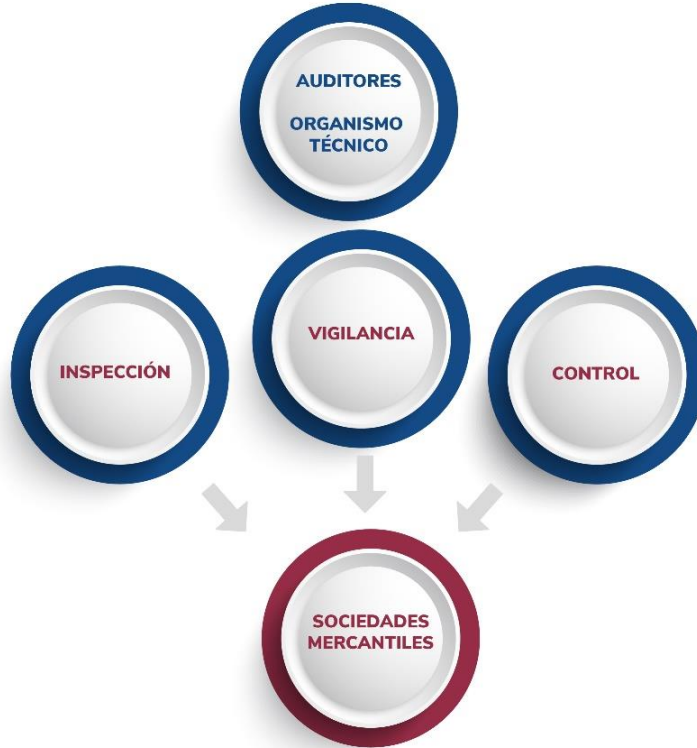 AUDITORES
ORGANISMO
TÉCNICO
VIGILANCIA
INSPECCIÓN
CONTROL
SOCIEDADES
MERCANTILES